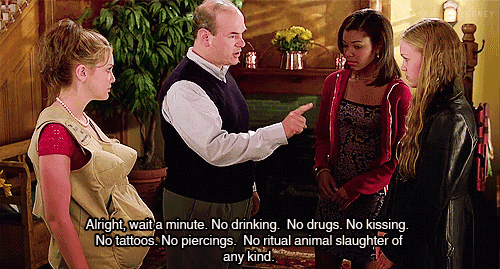 Alright, wait a minute. No drinking.  No drugs. No kissing.
No tattoos. No piercings.  No ritual animal slaughter of
any kind.